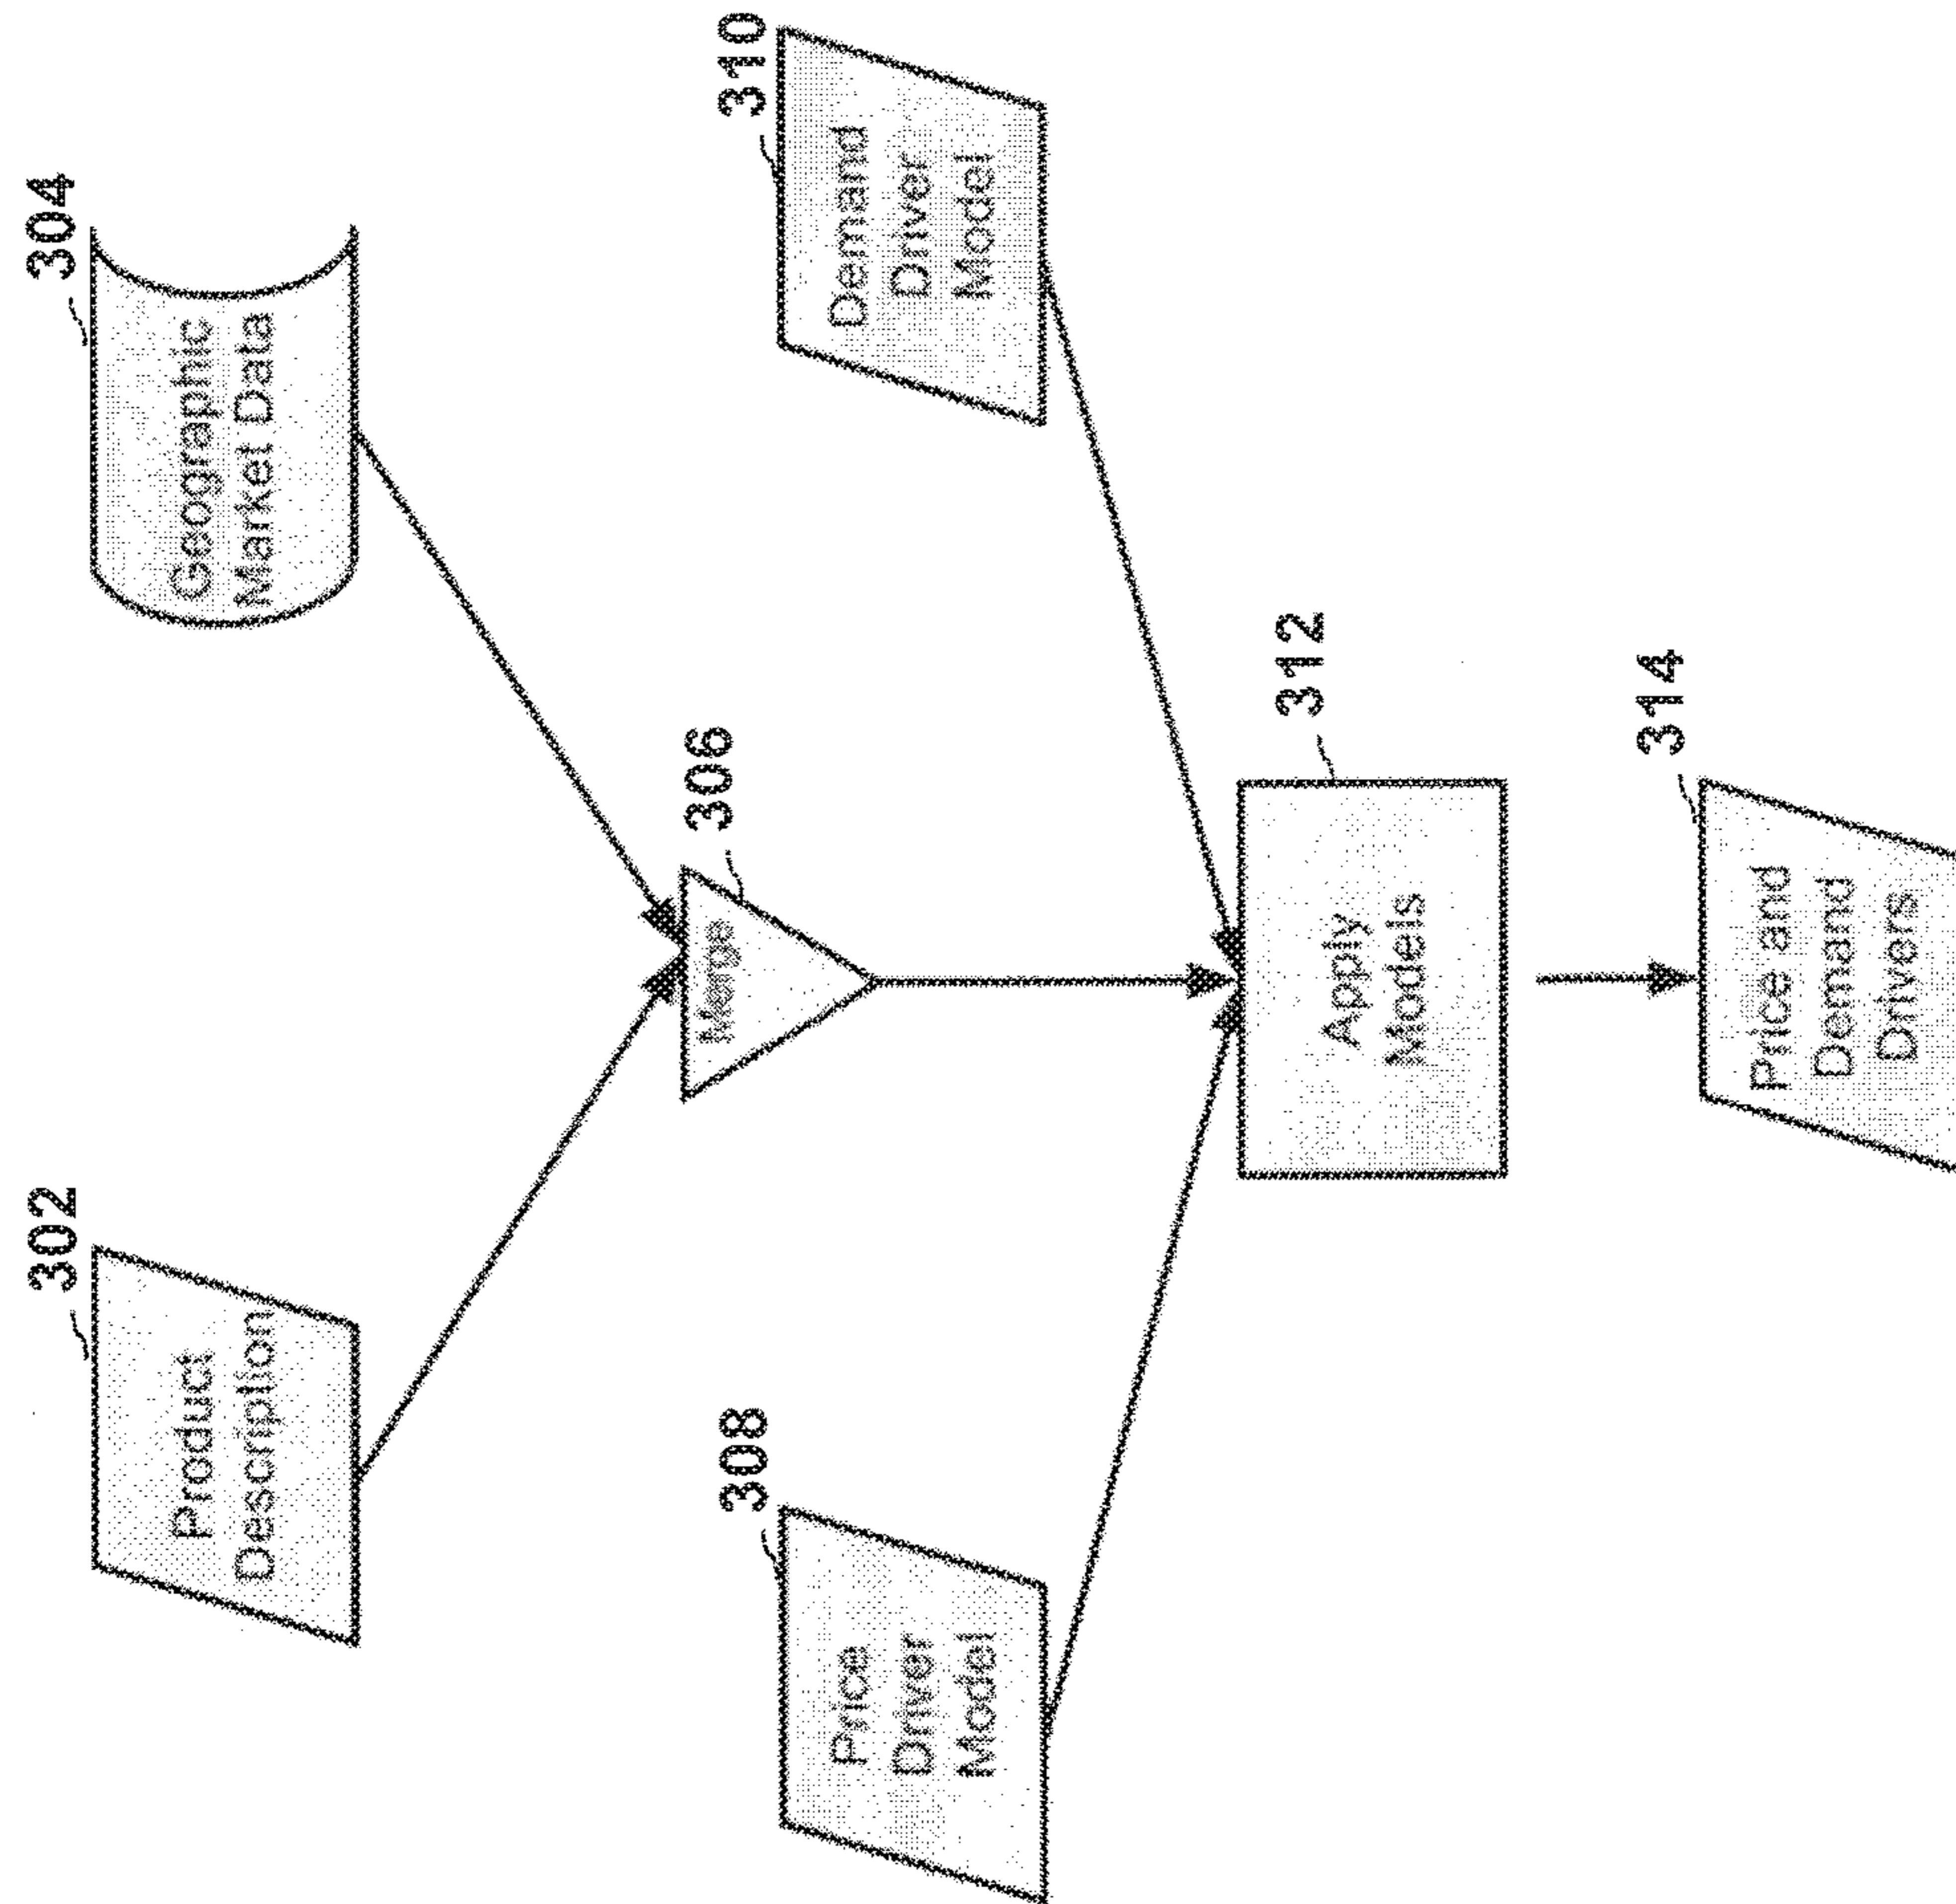 302
Product
Description
304
Geographic
Market Data
306
Merge
308
Price
Driver
Model
310
Demand
Driver
Model
312
Apply
Models
314
Price and
Demand
Drivers